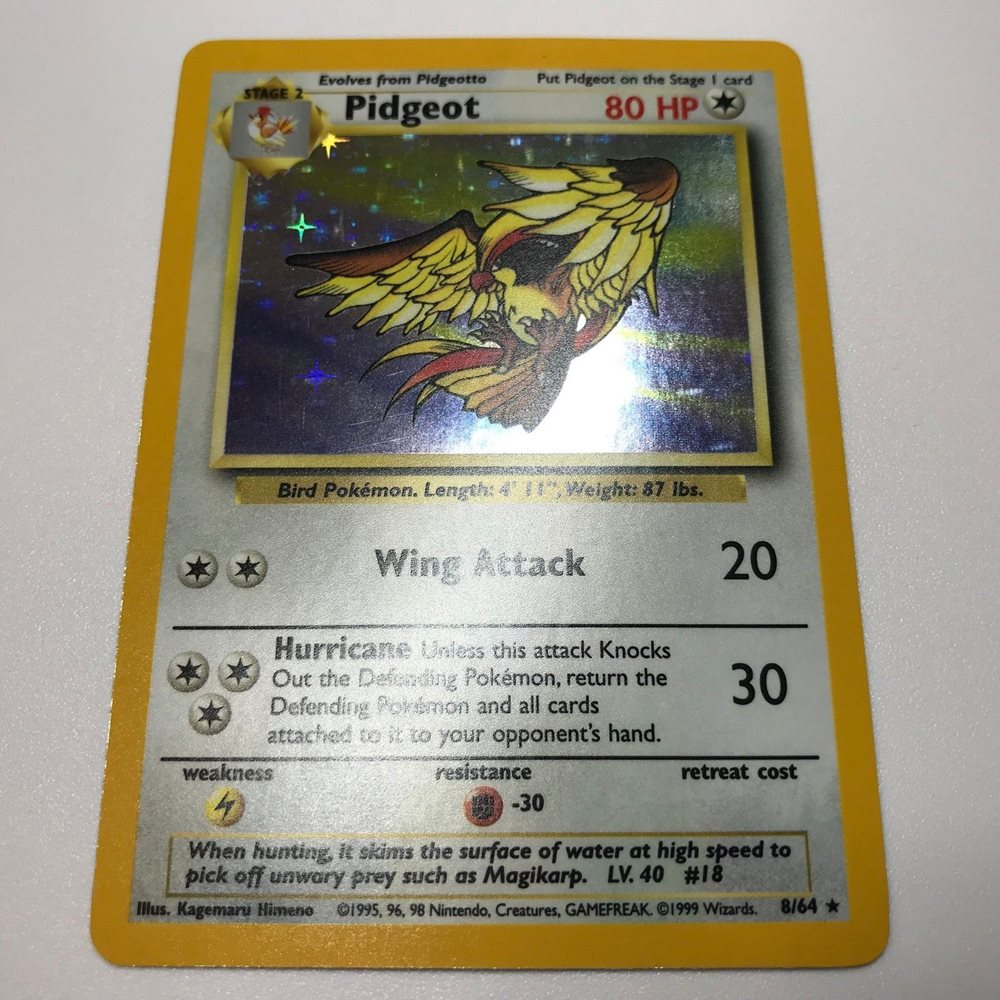 Evolves from Pidgeotto Put Pidgeot on the Stage 1 card
STAGE 2
Pidgeot 80 HP
Bird Pokémon. Length: 4' 11", Weight: 87 lbs.
Wing Attack 20
Hurricane Unless this attack Knocks
Out the Defending Pokémon, return the
Defending Pokémon and all cards
attached to it to your opponent's hand.
30
weakness resistance retreat cost
-30
When hunting, it skims the surface of water at high speed to
pick off unwary prey such as Magikarp. LV. 40 #18
Illus. Kagemaru Himeno ©1995, 96, 98 Nintendo, Creatures, GAMEFREAK. ©1999 Wizards. 8/64 ★